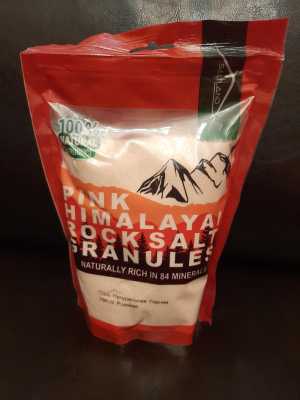 100%
NATURAL
PINK
HIMALAYAN
ROCK SALT
GRANULES
NATURALLY RICH IN 84 MINERALS